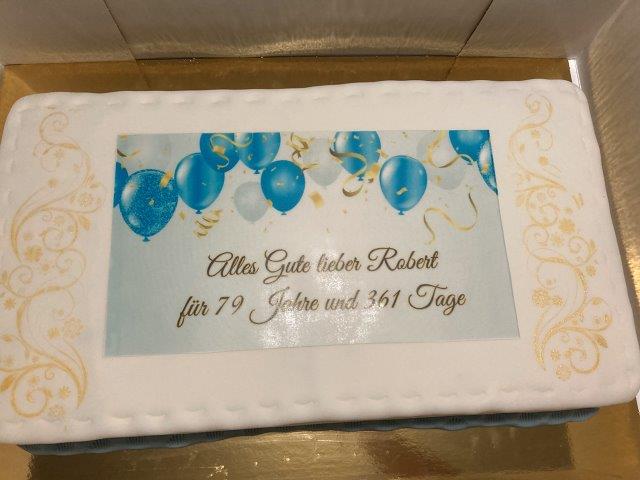 Alles Gute lieber Robert
für 79 Jahre und 361 Tage